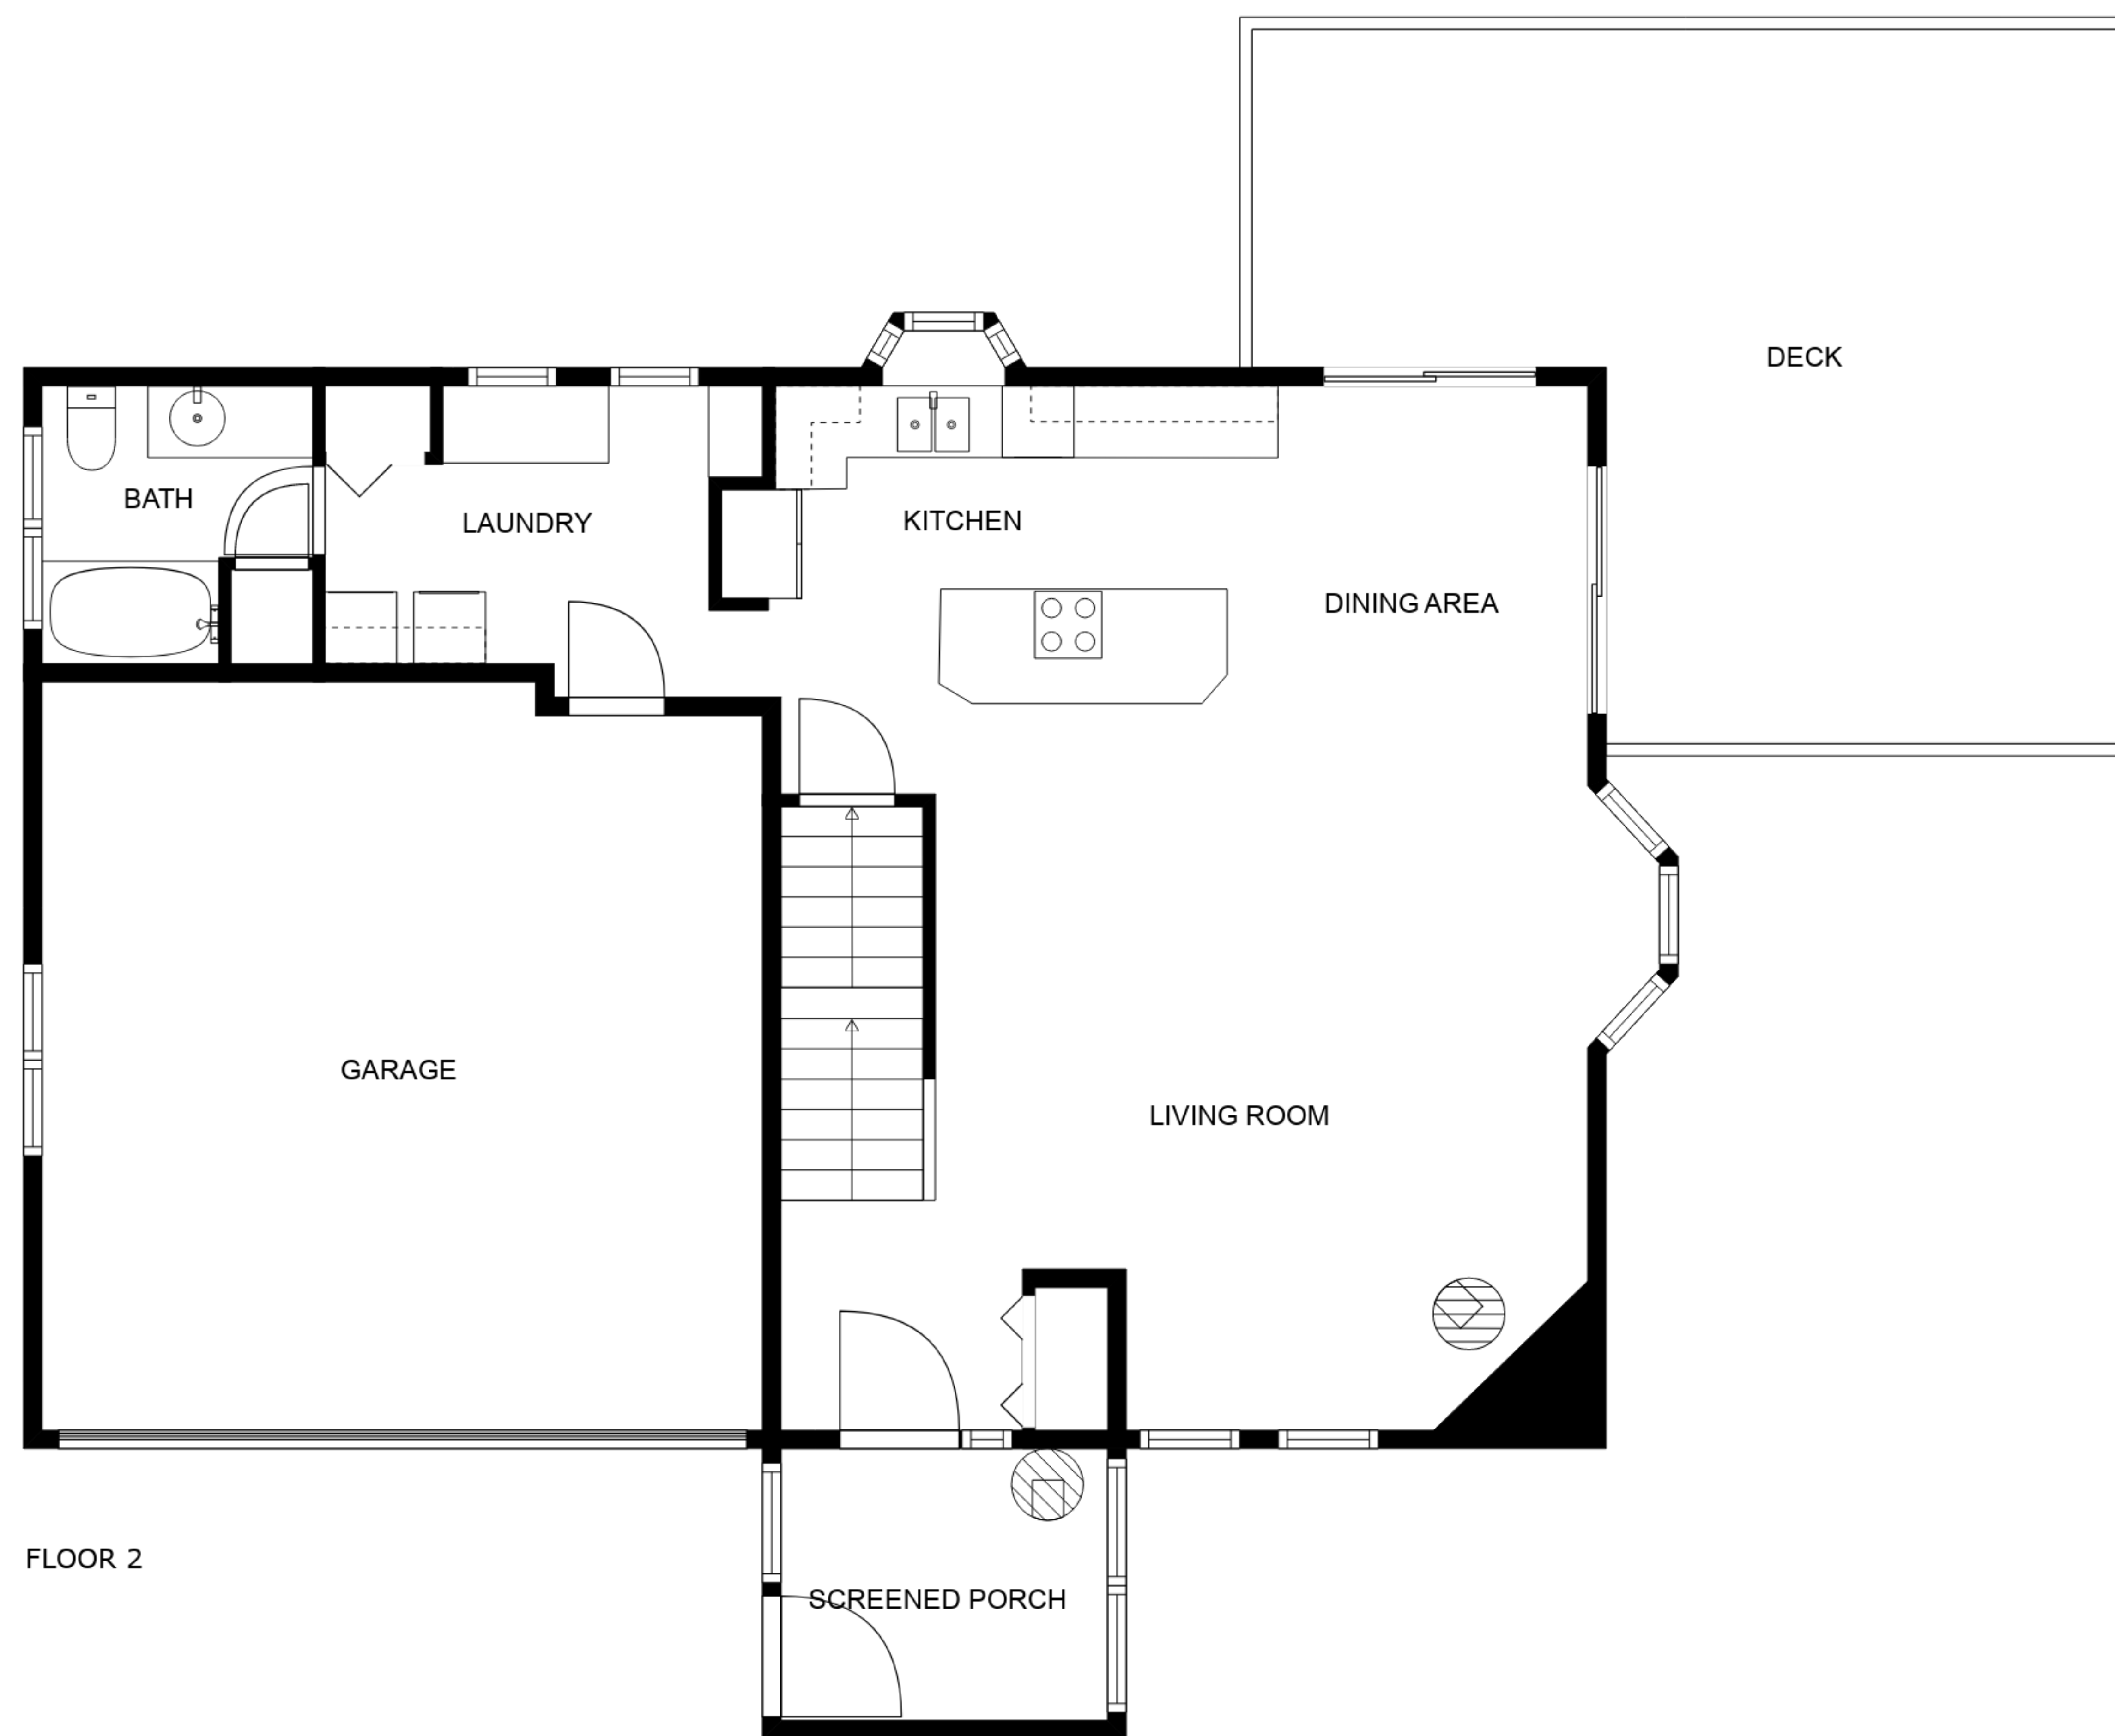 DECK
BATH
LAUNDRY
KITCHEN
DINING AREA
GARAGE
LIVING ROOM
FLOOR 2
SCREENED PORCH